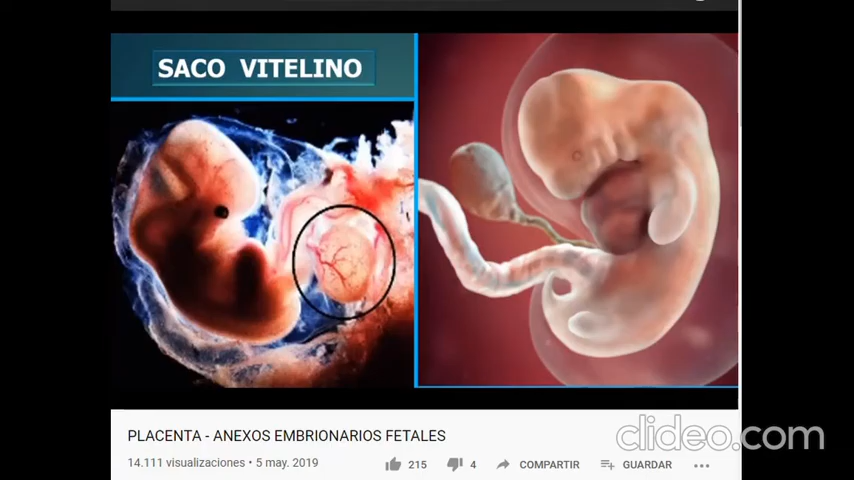 SACO VITELINO
PLACENTA - ANEXOS EMBRIONARIOS FETALES
14.111 visualizaciones • 5 may. 2019
215
4
COMPARTIR
GUARDAR
clideo.com